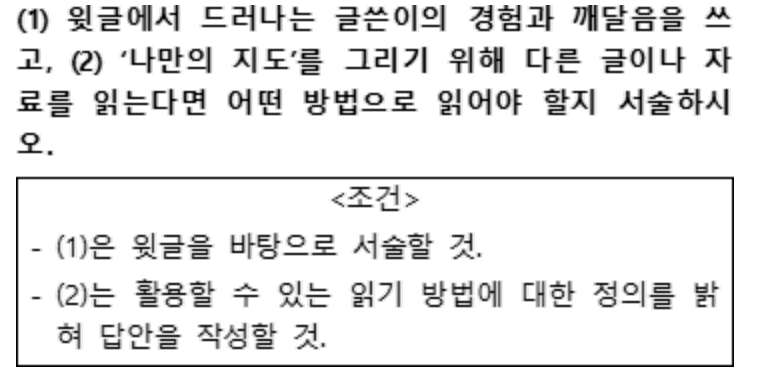 (1) 윗글에서 드러나는 글쓴이의 경험과 깨달음을 쓰
고, (2) ‘나만의 지도’를 그리기 위해 다른 글이나 자
료를 읽는다면 어떤 방법으로 읽어야 할지 서술하시
오.
<조건>
- (1)은 윗글을 바탕으로 서술할 것.
- (2)는 활용할 수 있는 읽기 방법에 대한 정의를 밝
혀 답안을 작성할 것.